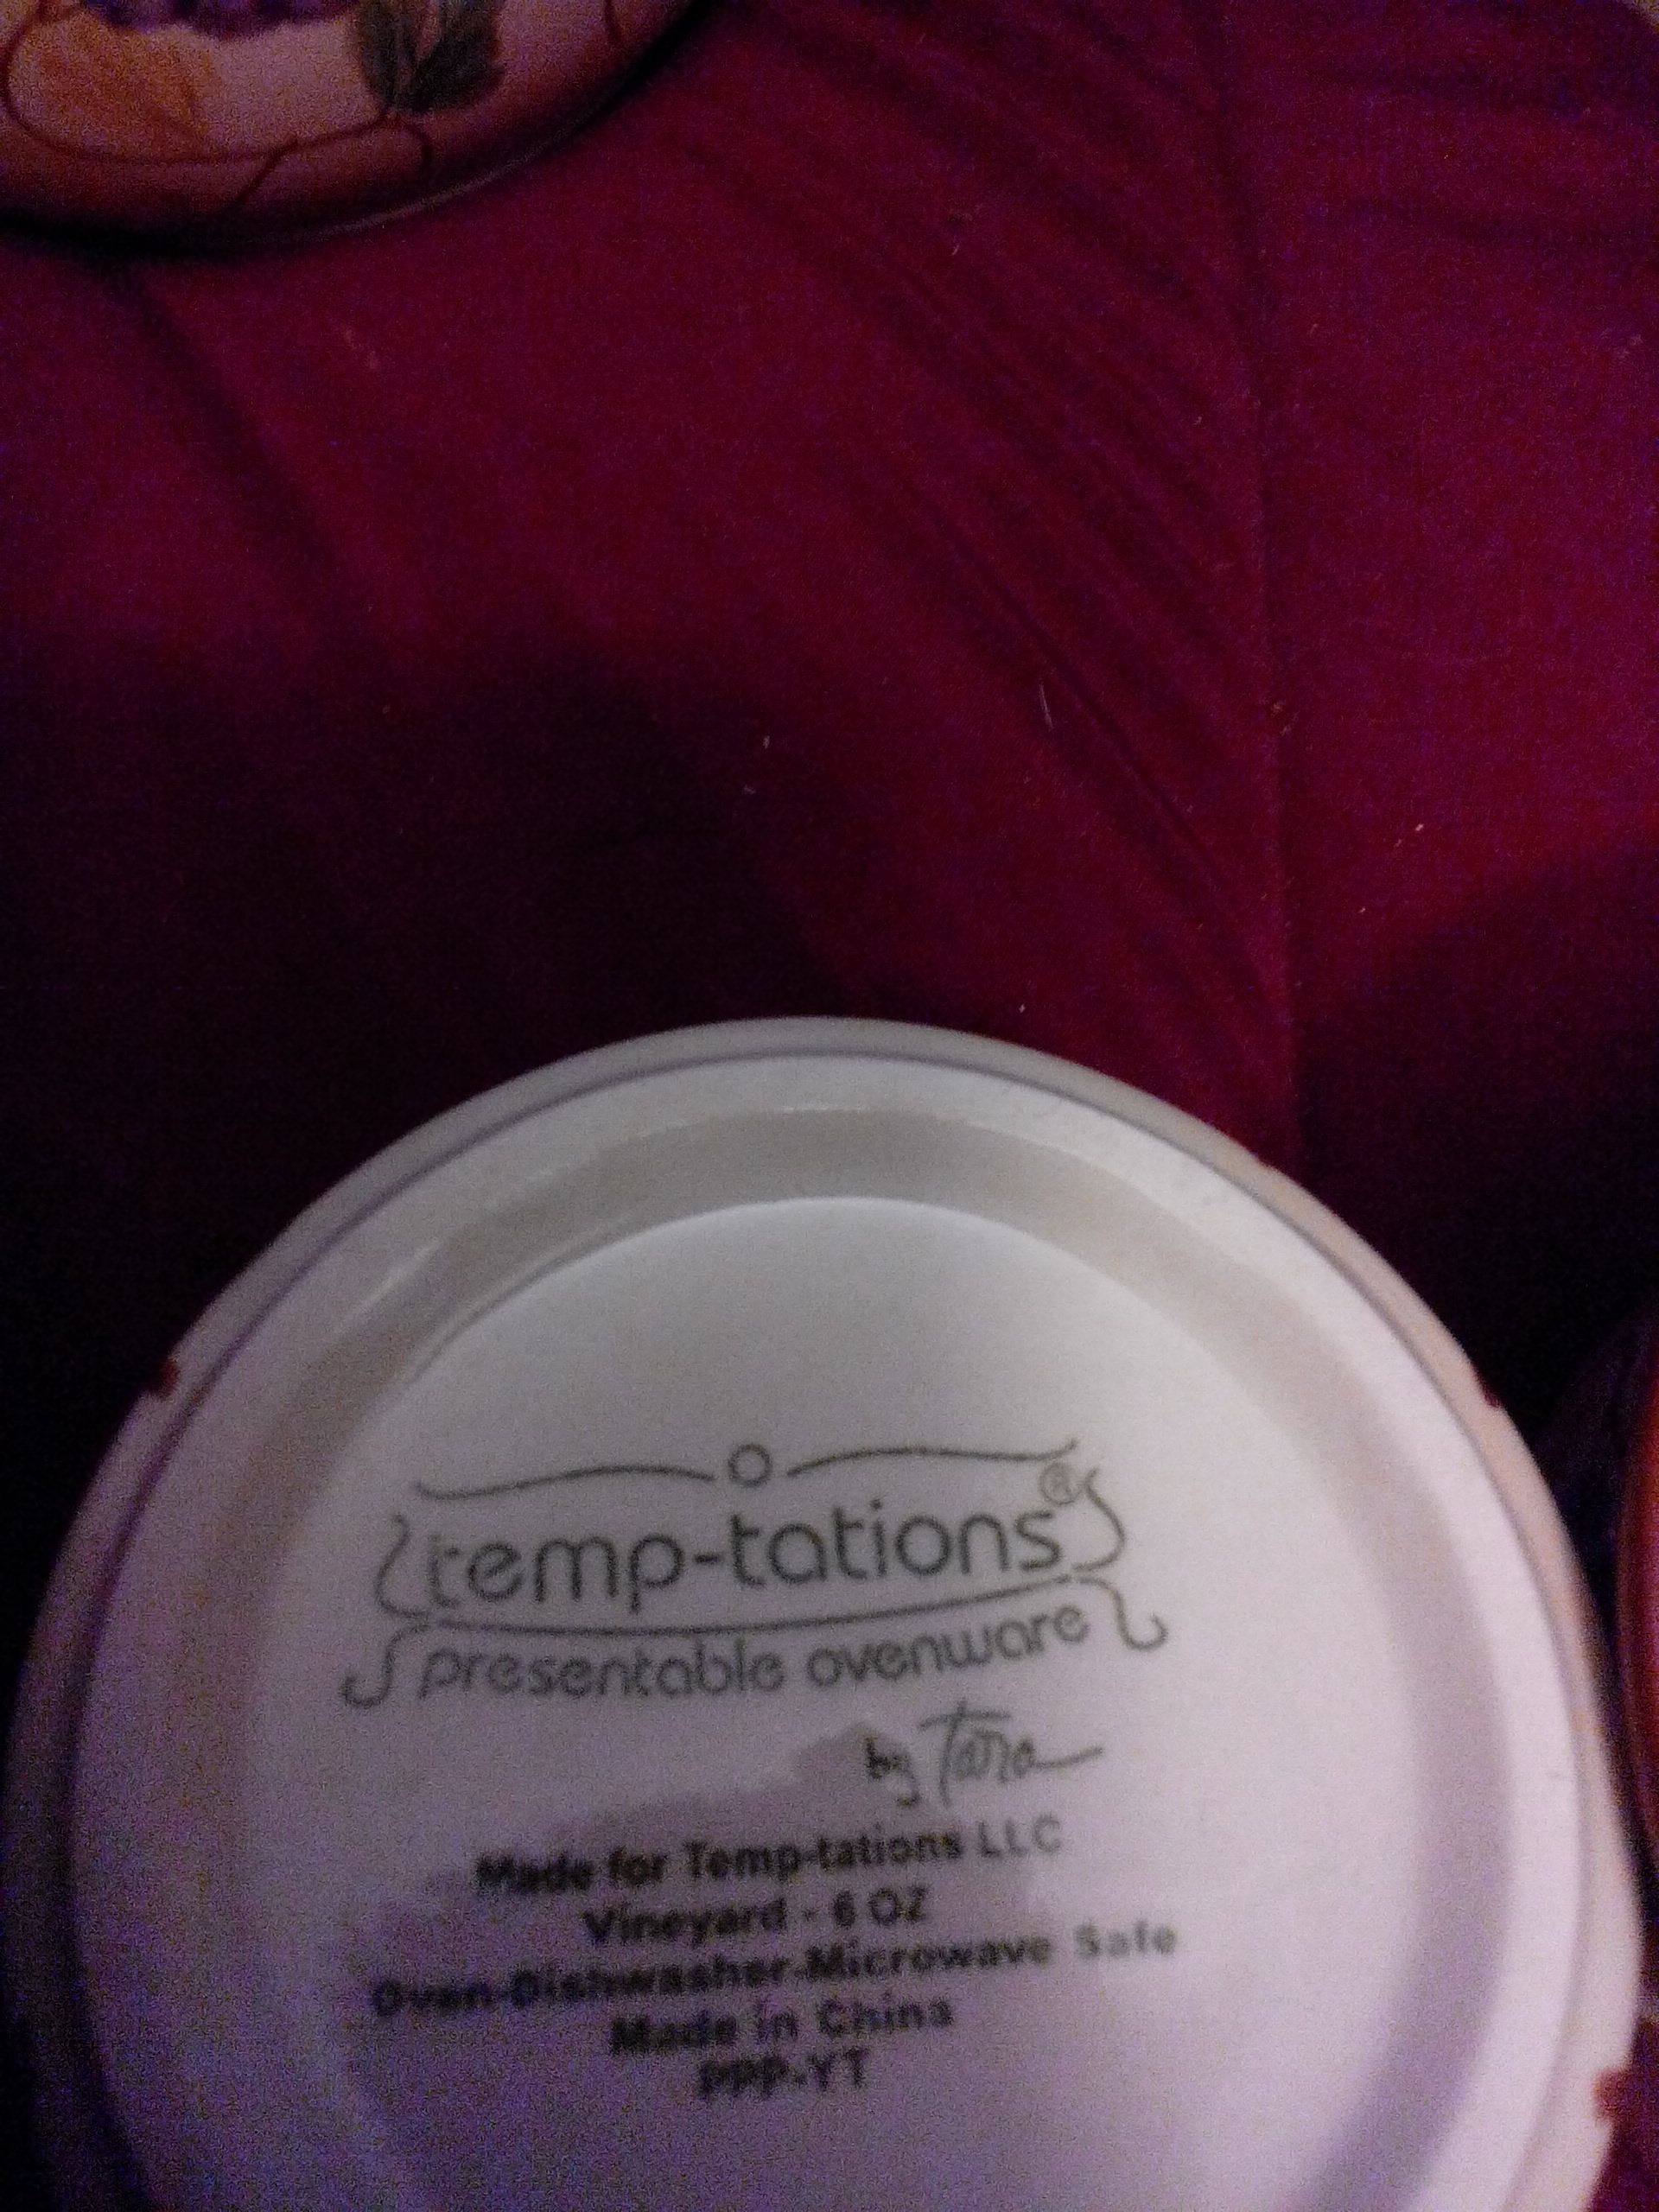 temp-tations®
presentable ovenware
by Tara
Made for Temp-tations LLC
Vineyard - 6 OZ
Oven-Dishwasher-Microwave Safe
Made in China
PPP-YT